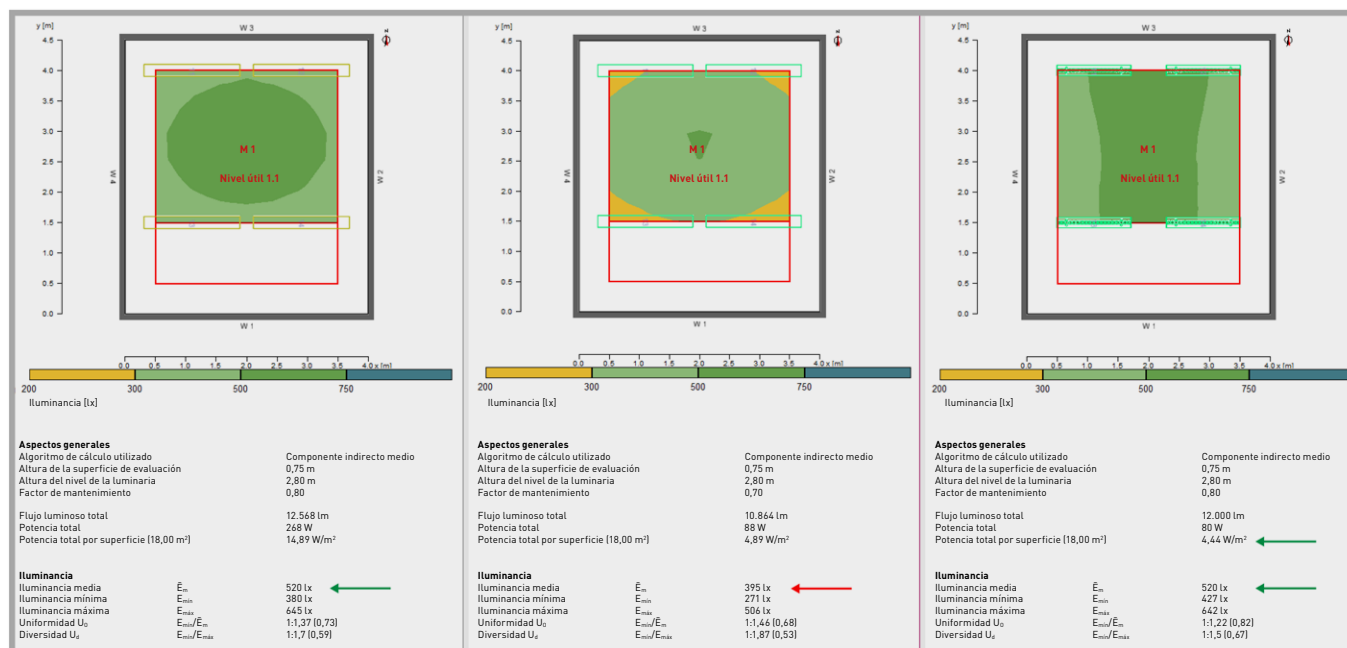 y [m]
W 3
4.5
4.0
3.5
3.0
2.5
2.0
1.5
1.0
0.5
0.0
W 4
M 1
Nivel útil 1.1
W 2
W 1
0.0 0.5 1.0 1.5 2.0 2.5 3.0 3.5 4.0 x [m]
200 300 500 750
Iluminancia [lx]
Aspectos generales
Algoritmo de cálculo utilizado Componente indirecto medio
Altura de la superficie de evaluación 0,75 m
Altura del nivel de la luminaria 2,80 m
Factor de mantenimiento 0,80
Flujo luminoso total 12.568 lm
Potencia total 268 W
Potencia total por superficie (18,00 m²) 14,89 W/m²
Iluminancia
Iluminancia media Ēm 520 lx
Iluminancia mínima Emín 380 lx
Iluminancia máxima Emáx 645 lx
Uniformidad U₀ Emín/Ēm 1:1,37 (0,73)
Diversidad Ud Emín/Emáx 1:1,7 (0,59)
y [m]
W 3
4.5
4.0
3.5
3.0
2.5
2.0
1.5
1.0
0.5
0.0
W 4
M 1
Nivel útil 1.1
W 2
W 1
0.0 0.5 1.0 1.5 2.0 2.5 3.0 3.5 4.0 x [m]
200 300 500 750
Iluminancia [lx]
Aspectos generales
Algoritmo de cálculo utilizado Componente indirecto medio
Altura de la superficie de evaluación 0,75 m
Altura del nivel de la luminaria 2,80 m
Factor de mantenimiento 0,70
Flujo luminoso total 10.864 lm
Potencia total 88 W
Potencia total por superficie (18,00 m²) 4,89 W/m²
Iluminancia
Iluminancia media Ēm 395 lx
Iluminancia mínima Emín 271 lx
Iluminancia máxima Emáx 506 lx
Uniformidad U₀ Emín/Ēm 1:1,46 (0,68)
Diversidad Ud Emín/Emáx 1:1,87 (0,53)
y [m]
W 3
4.5
4.0
3.5
3.0
2.5
2.0
1.5
1.0
0.5
0.0
W 4
M 1
Nivel útil 1.1
W 2
W 1
0.0 0.5 1.0 1.5 2.0 2.5 3.0 3.5 4.0 x [m]
200 300 500 750
Iluminancia [lx]
Aspectos generales
Algoritmo de cálculo utilizado Componente indirecto medio
Altura de la superficie de evaluación 0,75 m
Altura del nivel de la luminaria 2,80 m
Factor de mantenimiento 0,80
Flujo luminoso total 12.000 lm
Potencia total 80 W
Potencia total por superficie (18,00 m²) 4,44 W/m²
Iluminancia
Iluminancia media Ēm 520 lx
Iluminancia mínima Emín 427 lx
Iluminancia máxima Emáx 642 lx
Uniformidad U₀ Emín/Ēm 1:1,22 (0,82)
Diversidad Ud Emín/Emáx 1:1,5 (0,67)